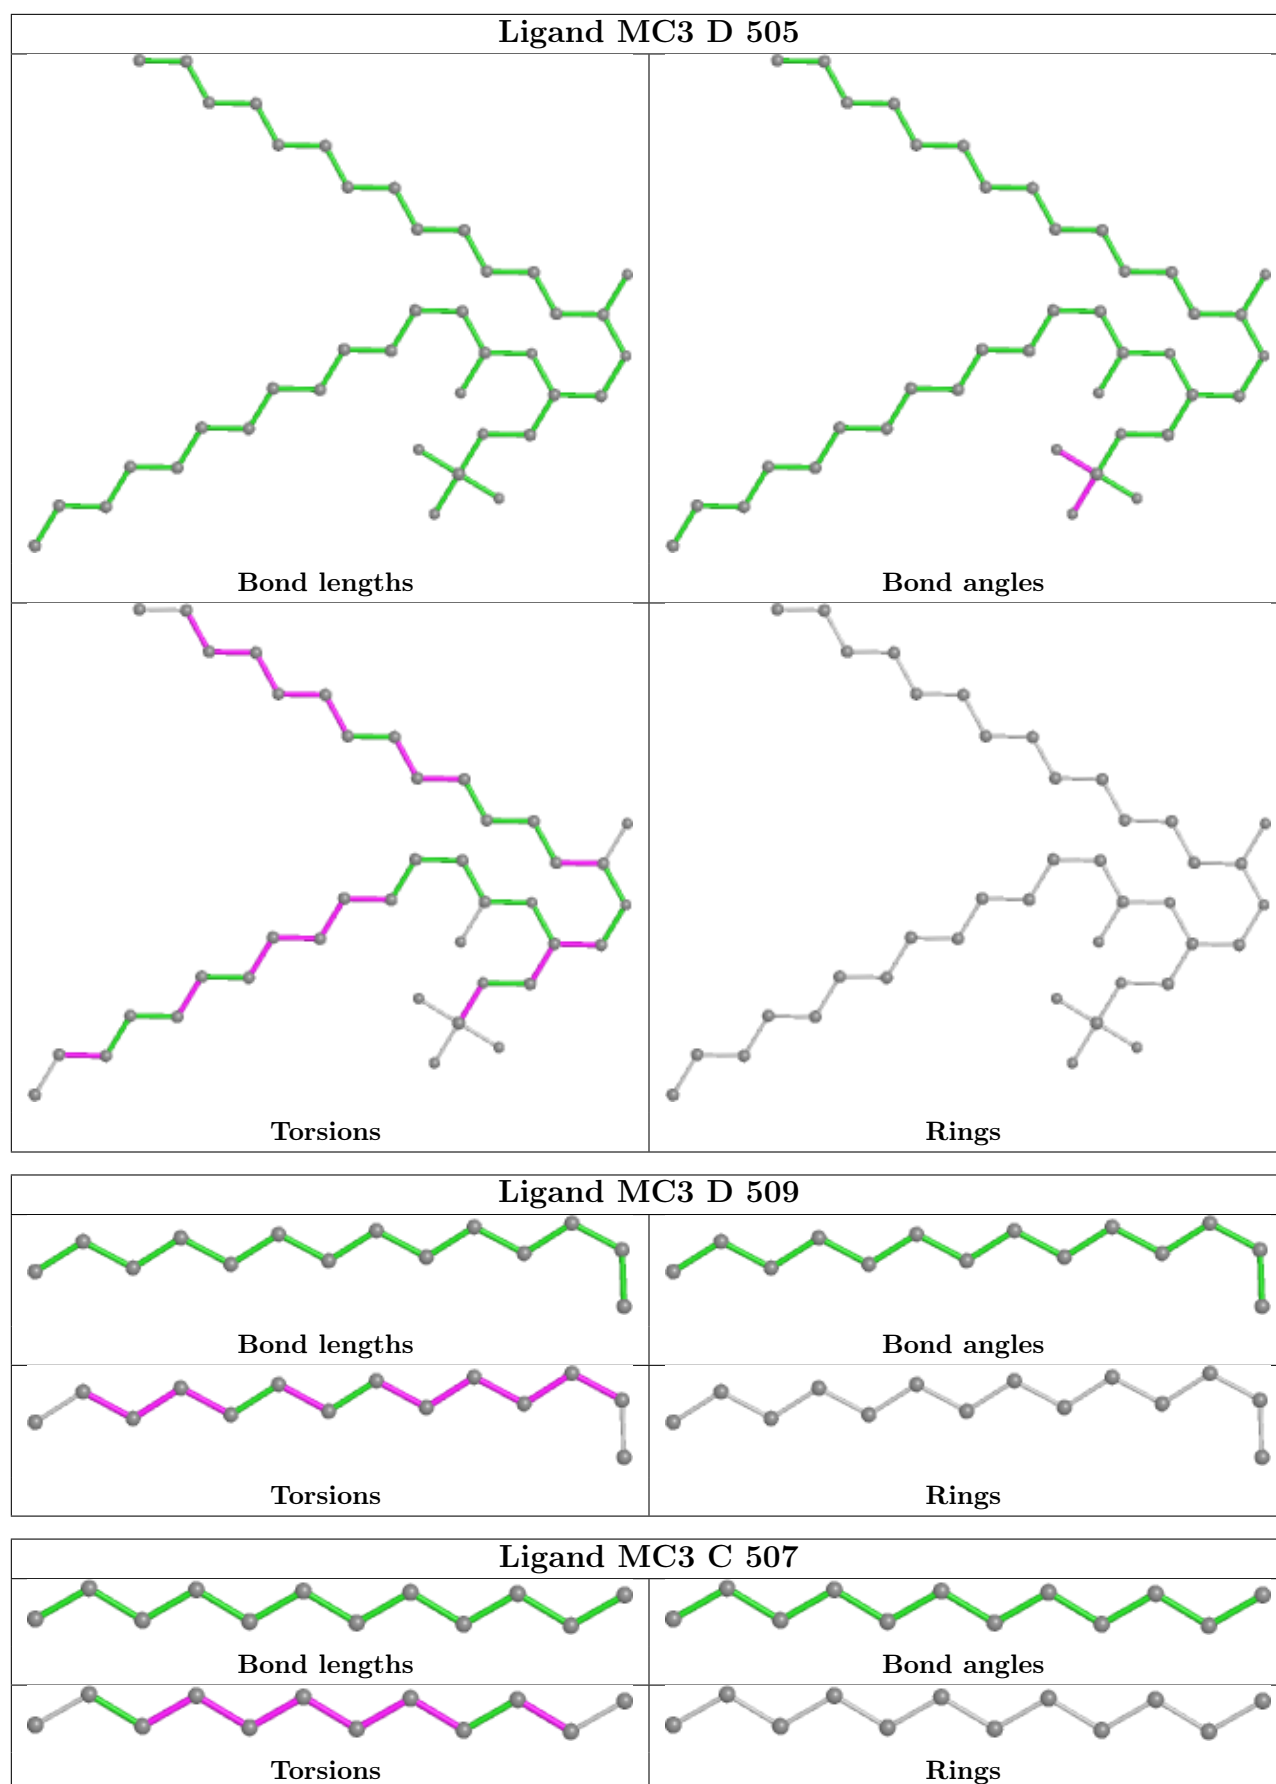 Ligand MC3 D 505
Bond lengths
Bond angles
Torsions
Rings
Ligand MC3 D 509
Bond lengths
Bond angles
Torsions
Rings
Ligand MC3 C 507
Bond lengths
Bond angles
Torsions
Rings